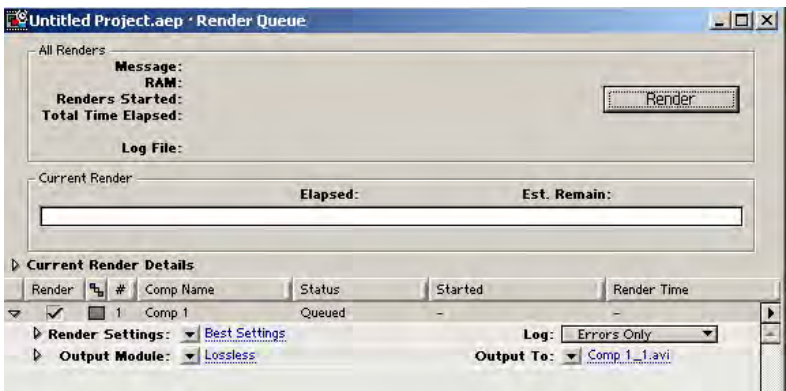 Untitled Project.aep · Render Queue
All Renders
Message:
RAM:
Renders Started:
Total Time Elapsed:
Render
Log File:
Current Render
Elapsed: Est. Remain:
Current Render Details
Render # Comp Name Status Started Render Time
1 Comp 1 Queued - -
Render Settings: Best Settings Log: Errors Only
Output Module: Lossless Output To: Comp 1_1.avi